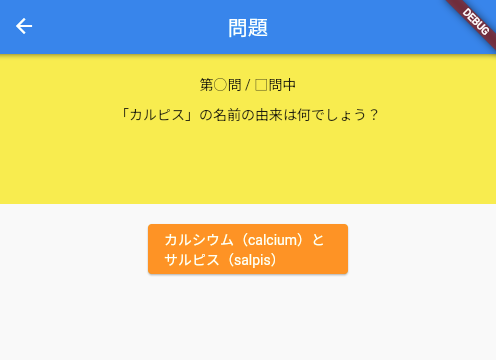 問題
DEBUG
第○問 / □問中
「カルピス」の名前の由来は何でしょう？
カルシウム（calcium）と
サルピス（salpis）